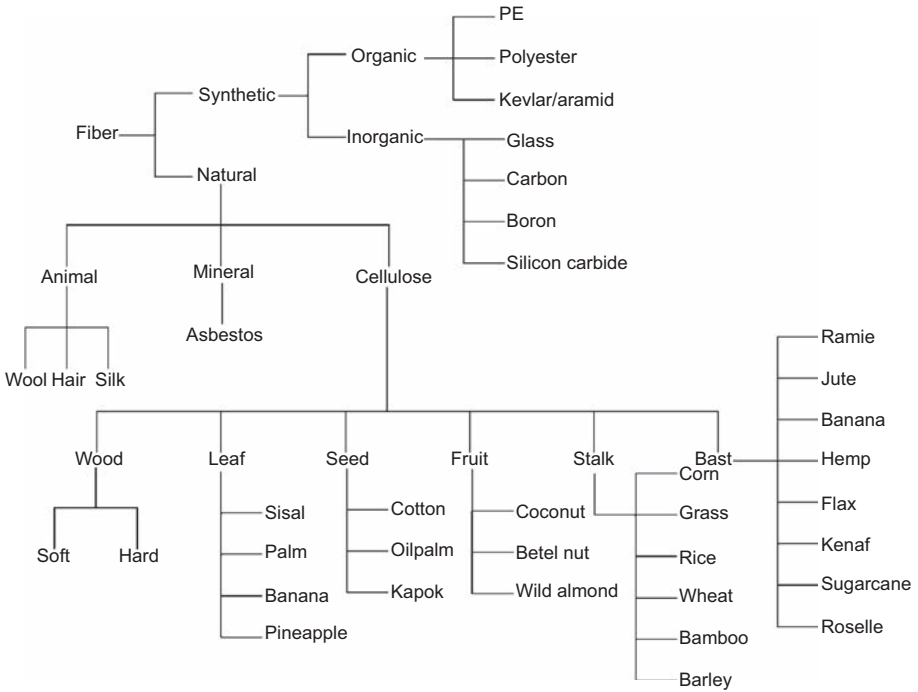 PE
Organic
Polyester
Synthetic
Kevlar/aramid
Fiber
Inorganic
Glass
Natural
Carbon
Boron
Silicon carbide
Animal
Mineral
Cellulose
Asbestos
Wool
Hair
Silk
Wood
Leaf
Seed
Fruit
Stalk
Bast
Soft
Hard
Sisal
Palm
Banana
Pineapple
Cotton
Oilpalm
Kapok
Coconut
Betel nut
Wild almond
Corn
Grass
Rice
Wheat
Bamboo
Barley
Ramie
Jute
Banana
Hemp
Flax
Kenaf
Sugarcane
Roselle